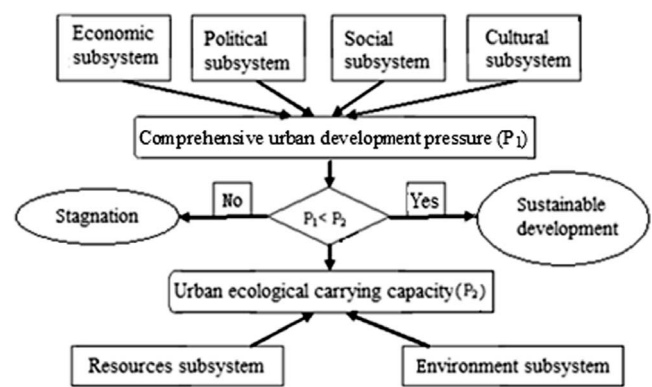 Economic
subsystem
Political
subsystem
Social
subsystem
Cultural
subsystem
Comprehensive urban development pressure (P1)
No
Yes
Stagnation
P1< P2
Sustainable
development
Urban ecological carrying capacity (P2)
Resources subsystem
Environment subsystem